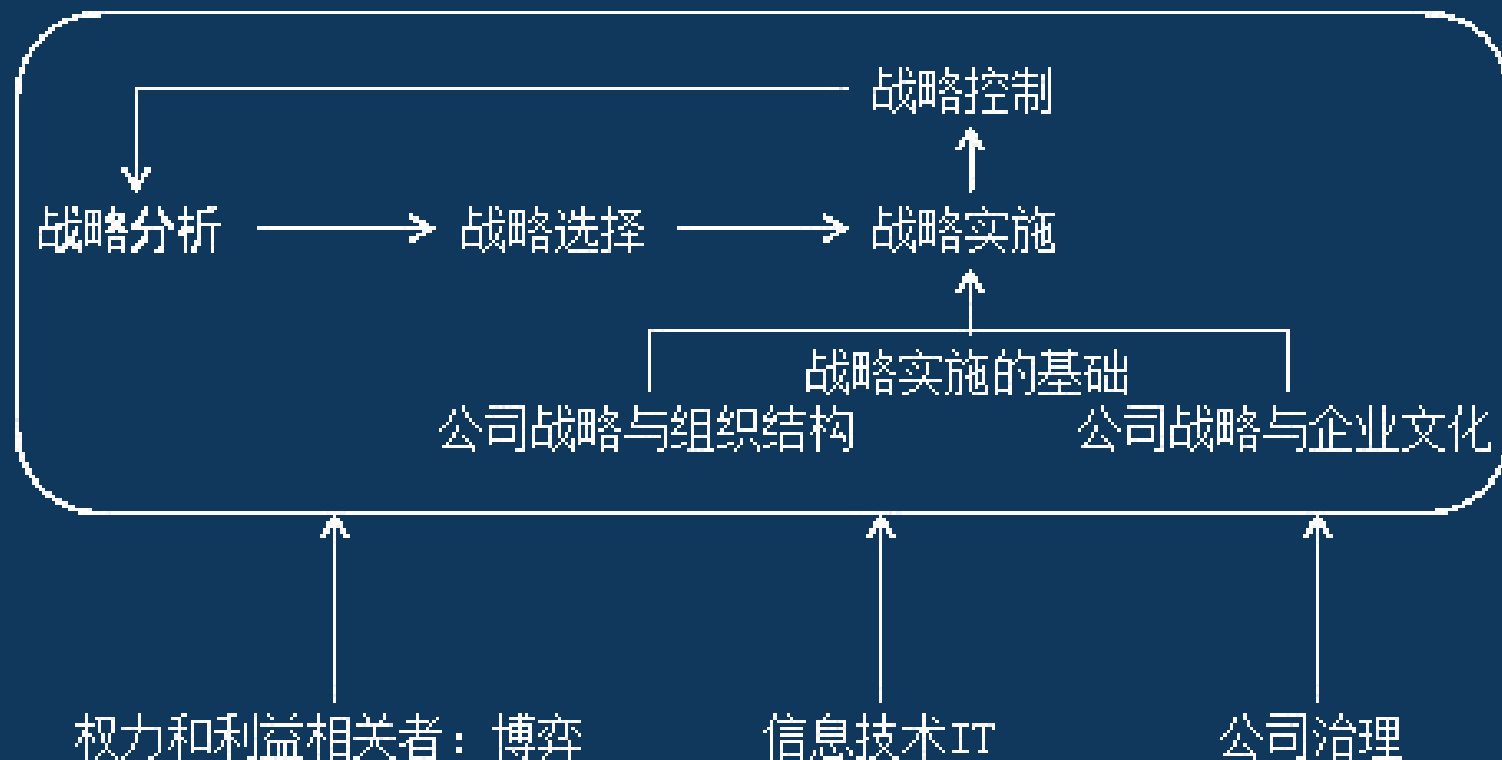 战略控制
战略分析
战略选择
战略实施
战略实施的基础
公司战略与组织结构
公司战略与企业文化
权力和利益相关者：博弈
信息技术IT
公司治理